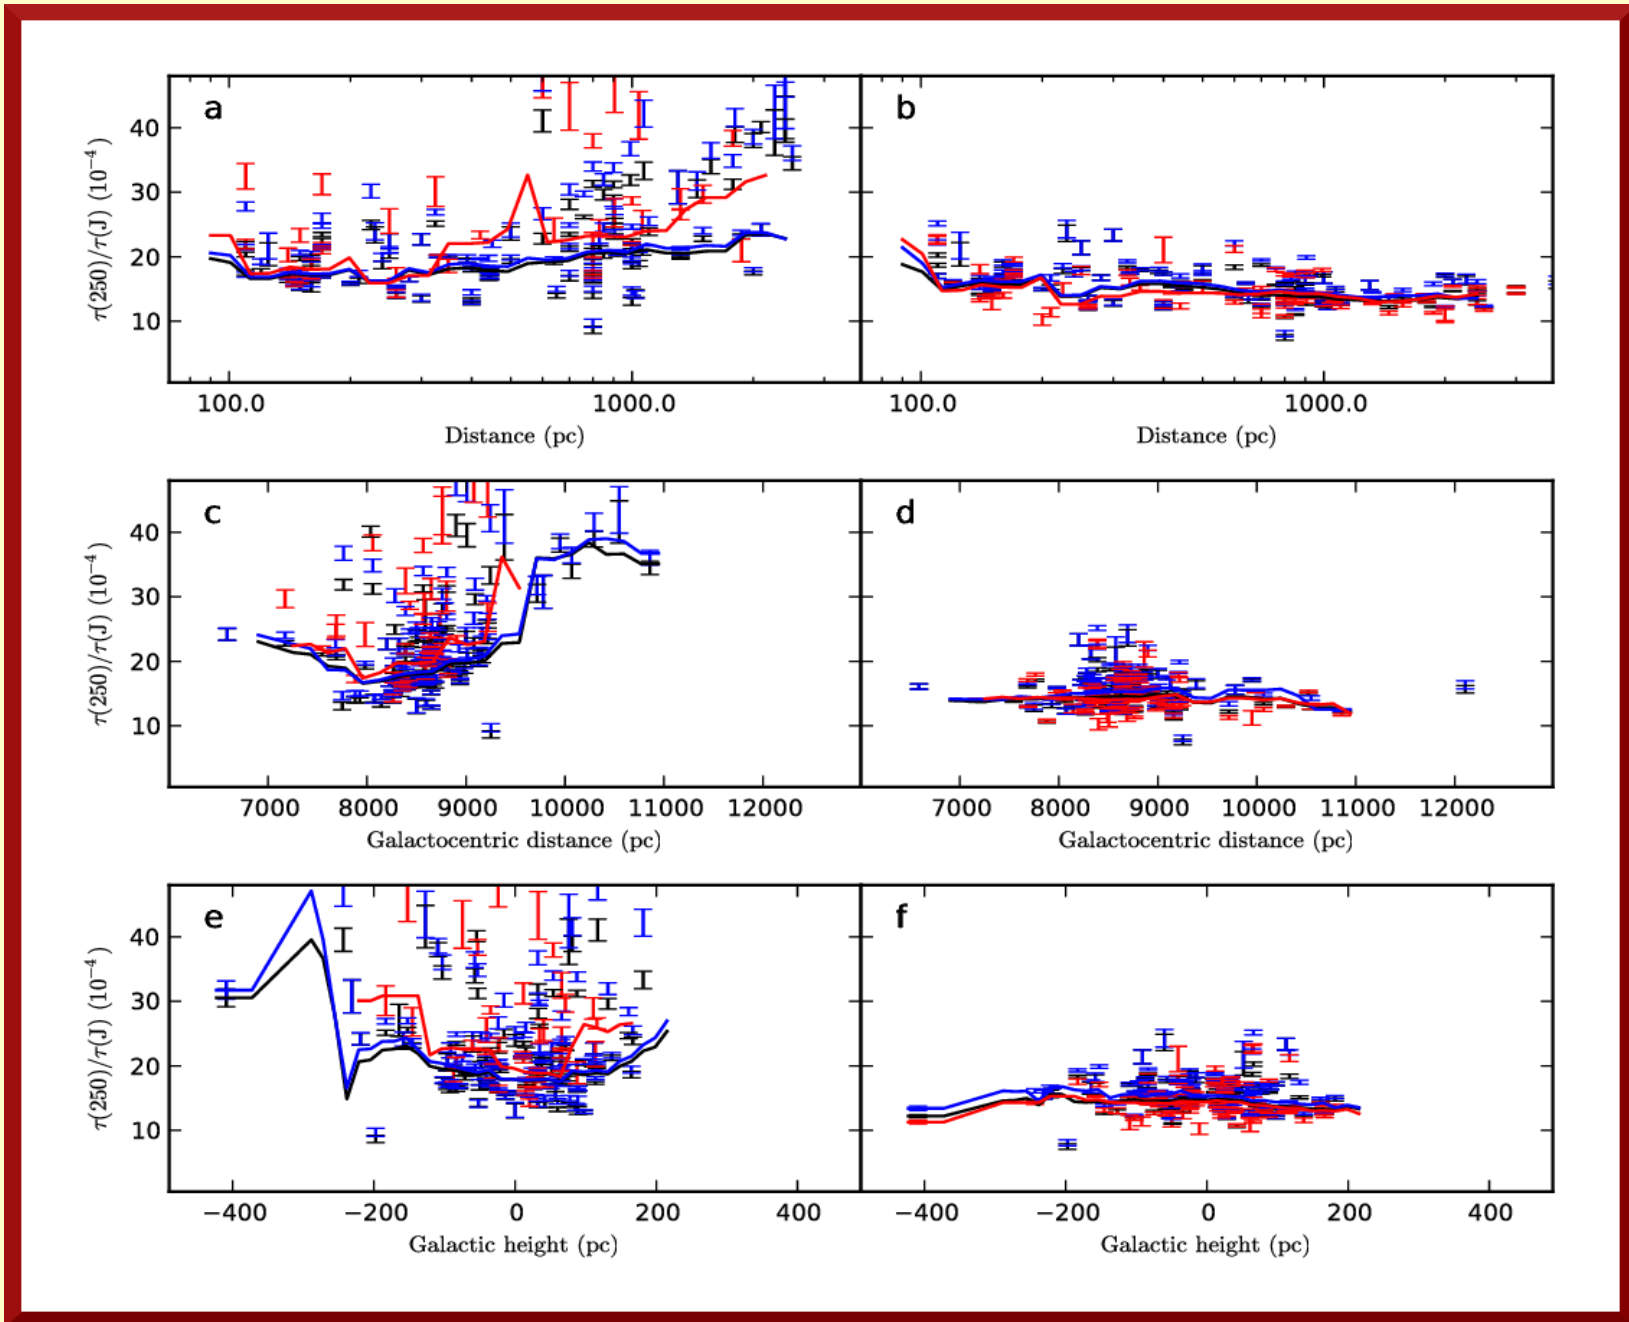 a
b
τ(250)/τ(J) (10⁻⁴)
40
30
20
10
100.0
1000.0
100.0
1000.0
Distance (pc)
Distance (pc)
c
d
τ(250)/τ(J) (10⁻⁴)
40
30
20
10
7000
8000
9000
10000
11000
12000
7000
8000
9000
10000
11000
12000
Galactocentric distance (pc)
Galactocentric distance (pc)
e
f
τ(250)/τ(J) (10⁻⁴)
40
30
20
10
−400
−200
0
200
400
−400
−200
0
200
400
Galactic height (pc)
Galactic height (pc)